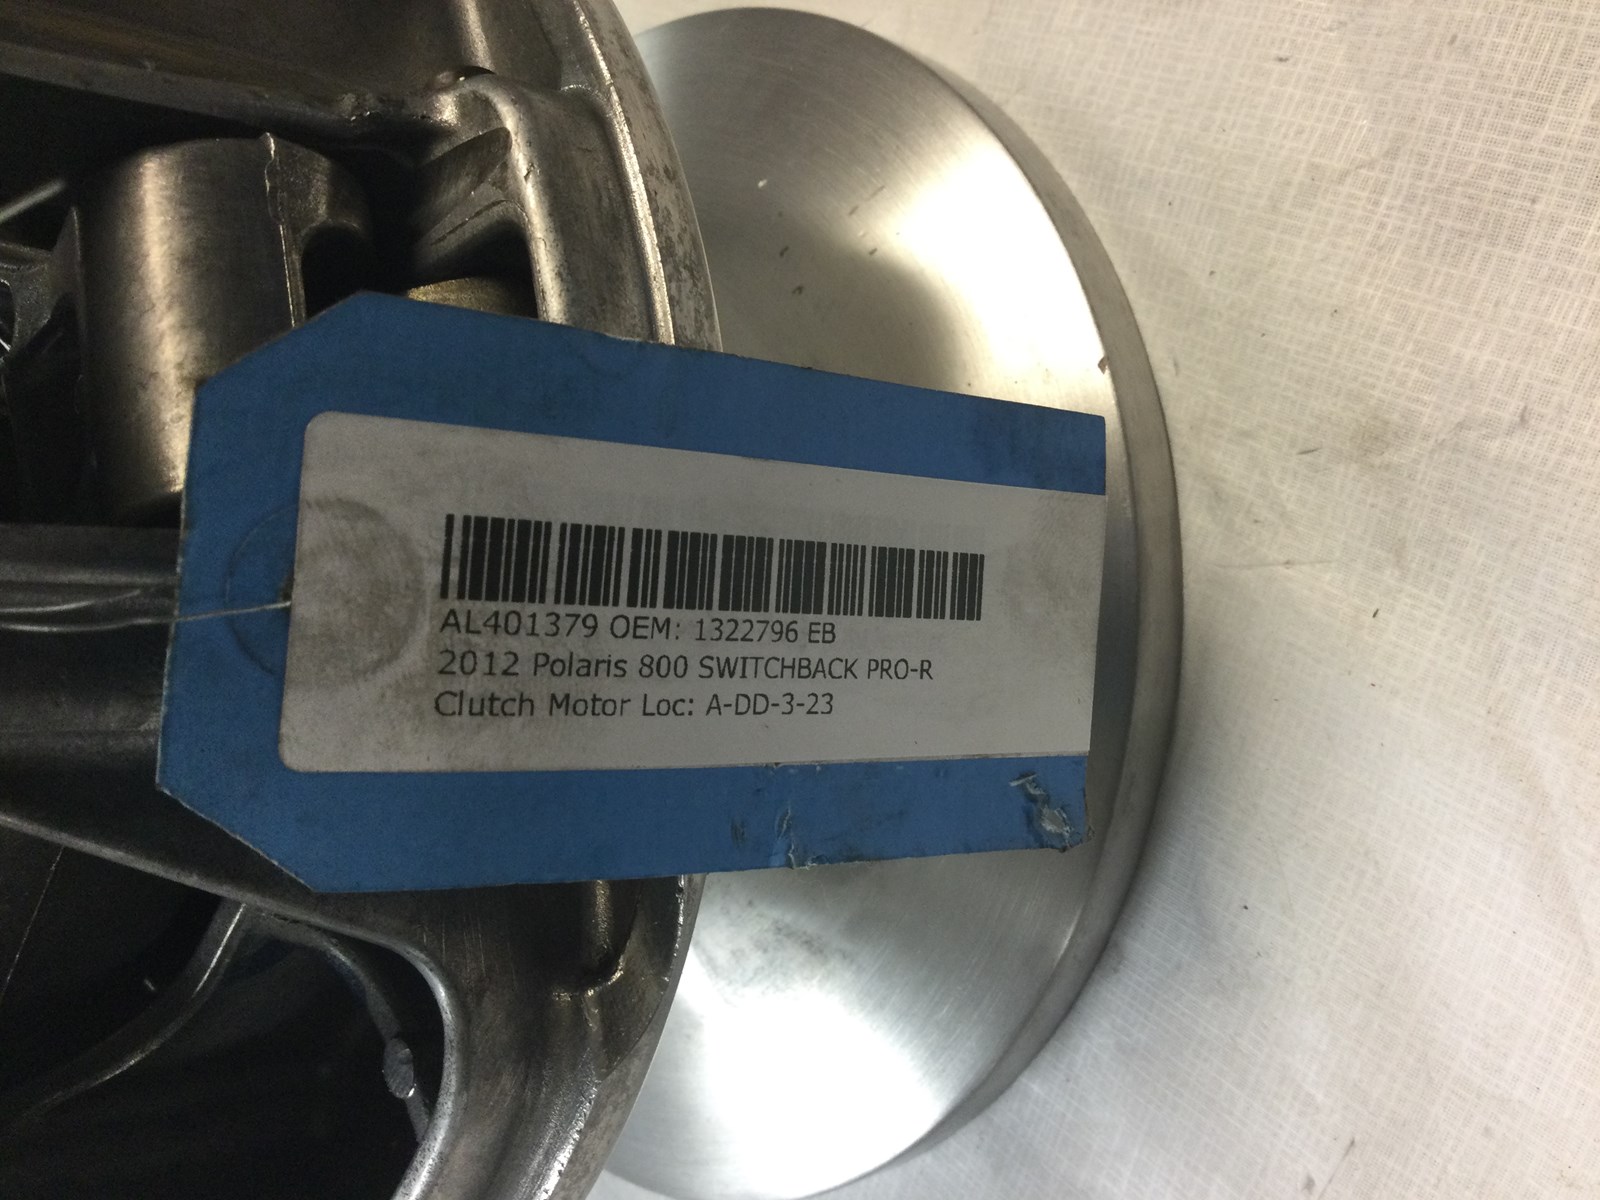 AL401379 OEM: 1322796 EB
2012 Polaris 800 SWITCHBACK PRO-R
Clutch Motor Loc: A-DD-3-23